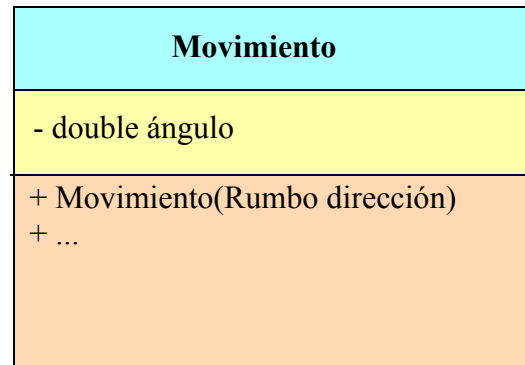 Movimiento
- double ángulo
+ Movimiento(Rumbo dirección)
+ ...